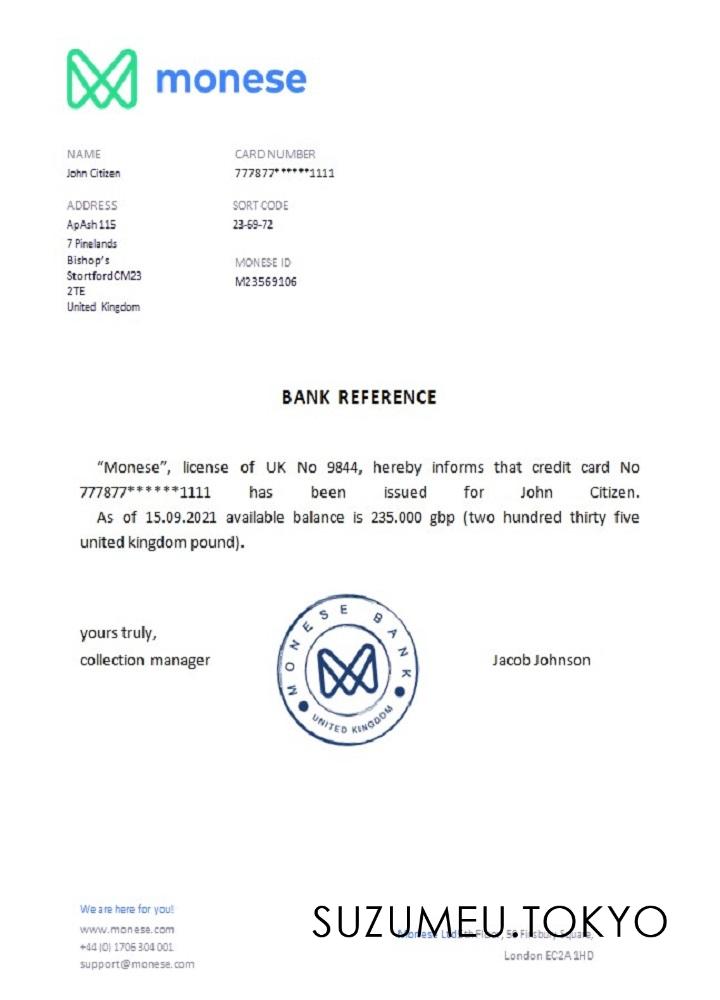 monese
NAME
John Citizen
CARD NUMBER
777877******1111
ADDRESS
ApAsh 115
7 Pinelands
Bishop's
Stortford CM23
2TE
United Kingdom
SORT CODE
23-69-72
MONESE ID
M23569106
BANK REFERENCE
"Monese", license of UK No 9844, hereby informs that credit card No
777877******1111 has been issued for John Citizen.
As of 15.09.2021 available balance is 235.000 gbp (two hundred thirty five
united kingdom pound).
yours truly,
collection manager
MONESE BANK
UNITED KINGDOM
Jacob Johnson
We are here for you!
www.monese.com
+44 (0) 1706 304 001
support@monese.com
SUZUMEU.TOKYO
Monese Ltd Floor, Finsbury Square,
London EC2A 1HD